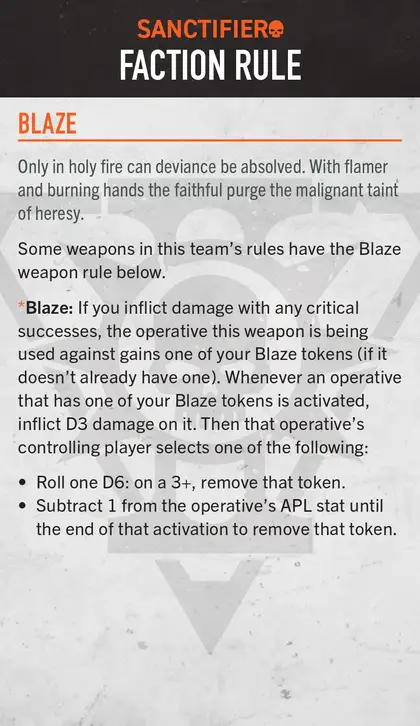 SANCTIFIER
FACTION RULE
BLAZE
Only in holy fire can deviance be absolved. With flamer
and burning hands the faithful purge the malignant taint
of heresy.
Some weapons in this team’s rules have the Blaze
weapon rule below.
*Blaze: If you inflict damage with any critical
successes, the operative this weapon is being
used against gains one of your Blaze tokens (if it
doesn’t already have one). Whenever an operative
that has one of your Blaze tokens is activated,
inflict D3 damage on it. Then that operative’s
controlling player selects one of the following:
• Roll one D6: on a 3+, remove that token.
• Subtract 1 from the operative’s APL stat until
the end of that activation to remove that token.